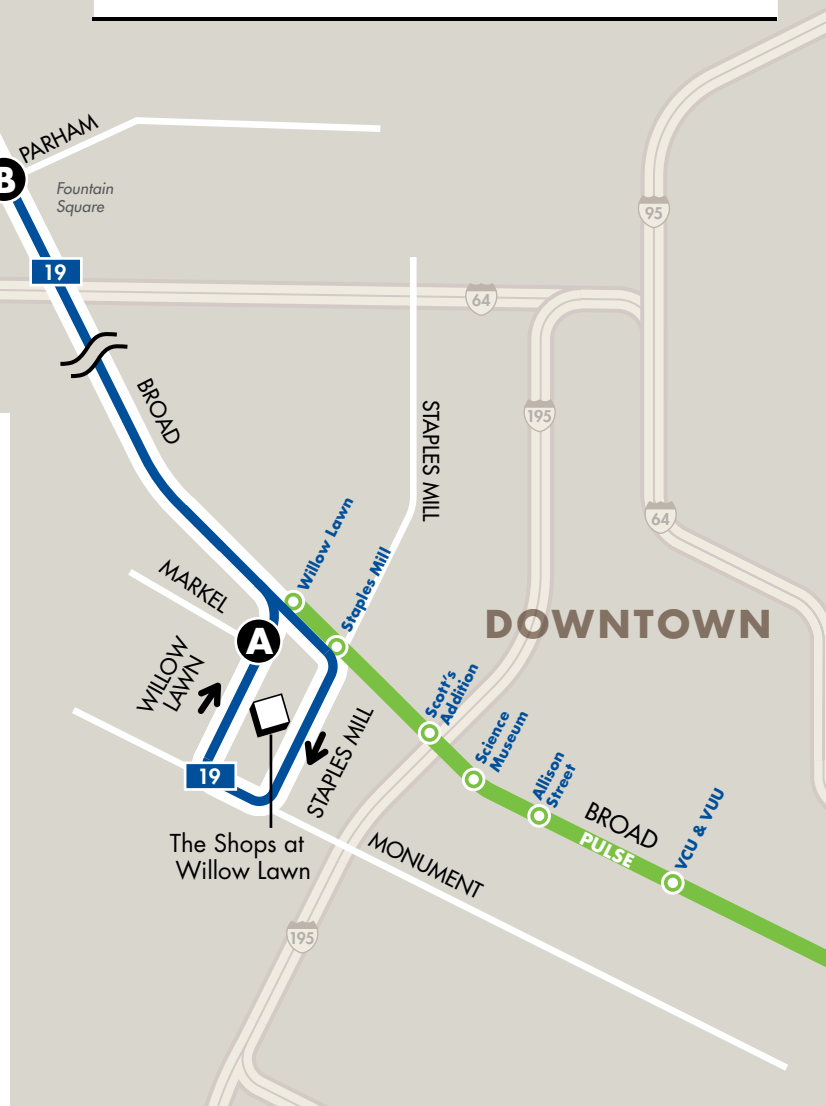 PARHAM
B
Fountain
Square
95
19
64
195
BROAD
STAPLES MILL
Willow Lawn
64
Staples Mill
MARKEL
DOWNTOWN
A
WILLOW
LAWN
Scott's
Addition
Science
Museum
STAPLES MILL
19
Allison
Street
BROAD
PULSE
VCU & VUU
The Shops at
Willow Lawn
MONUMENT
195